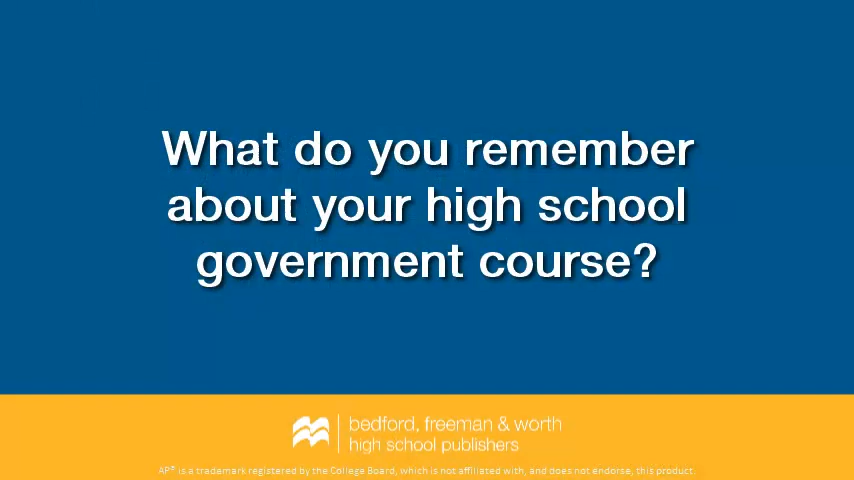 What do you remember
about your high school
government course?
bedford, freeman & worth
high school publishers
AP® is a trademark registered by the College Board, which is not affiliated with, and does not endorse, this product.